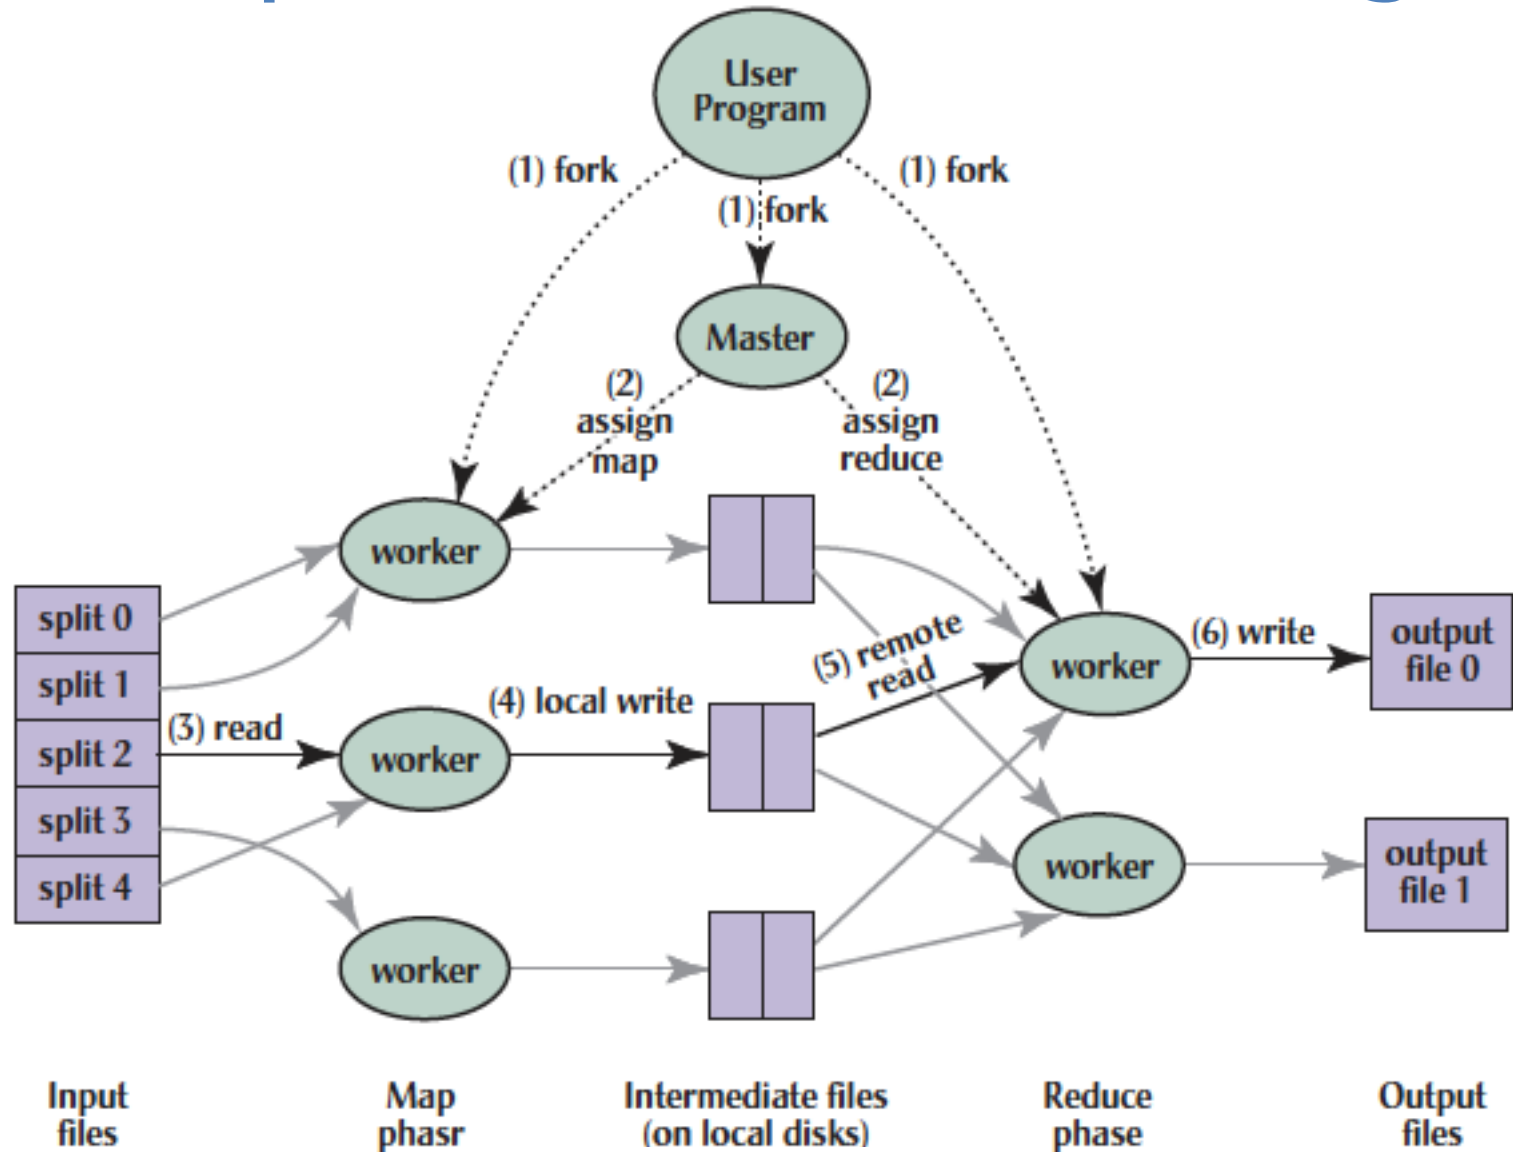 User
Program
(1) fork
(1) fork
(1) fork
Master
(2)
assign
map
(2)
assign
reduce
worker
split 0
split 1
split 2
split 3
split 4
(3) read
worker
(4) local write
(5) remote
read
worker
(6) write
output
file 0
worker
output
file 1
worker
Input
files
Map
phasr
Intermediate files
(on local disks)
Reduce
phase
Output
files